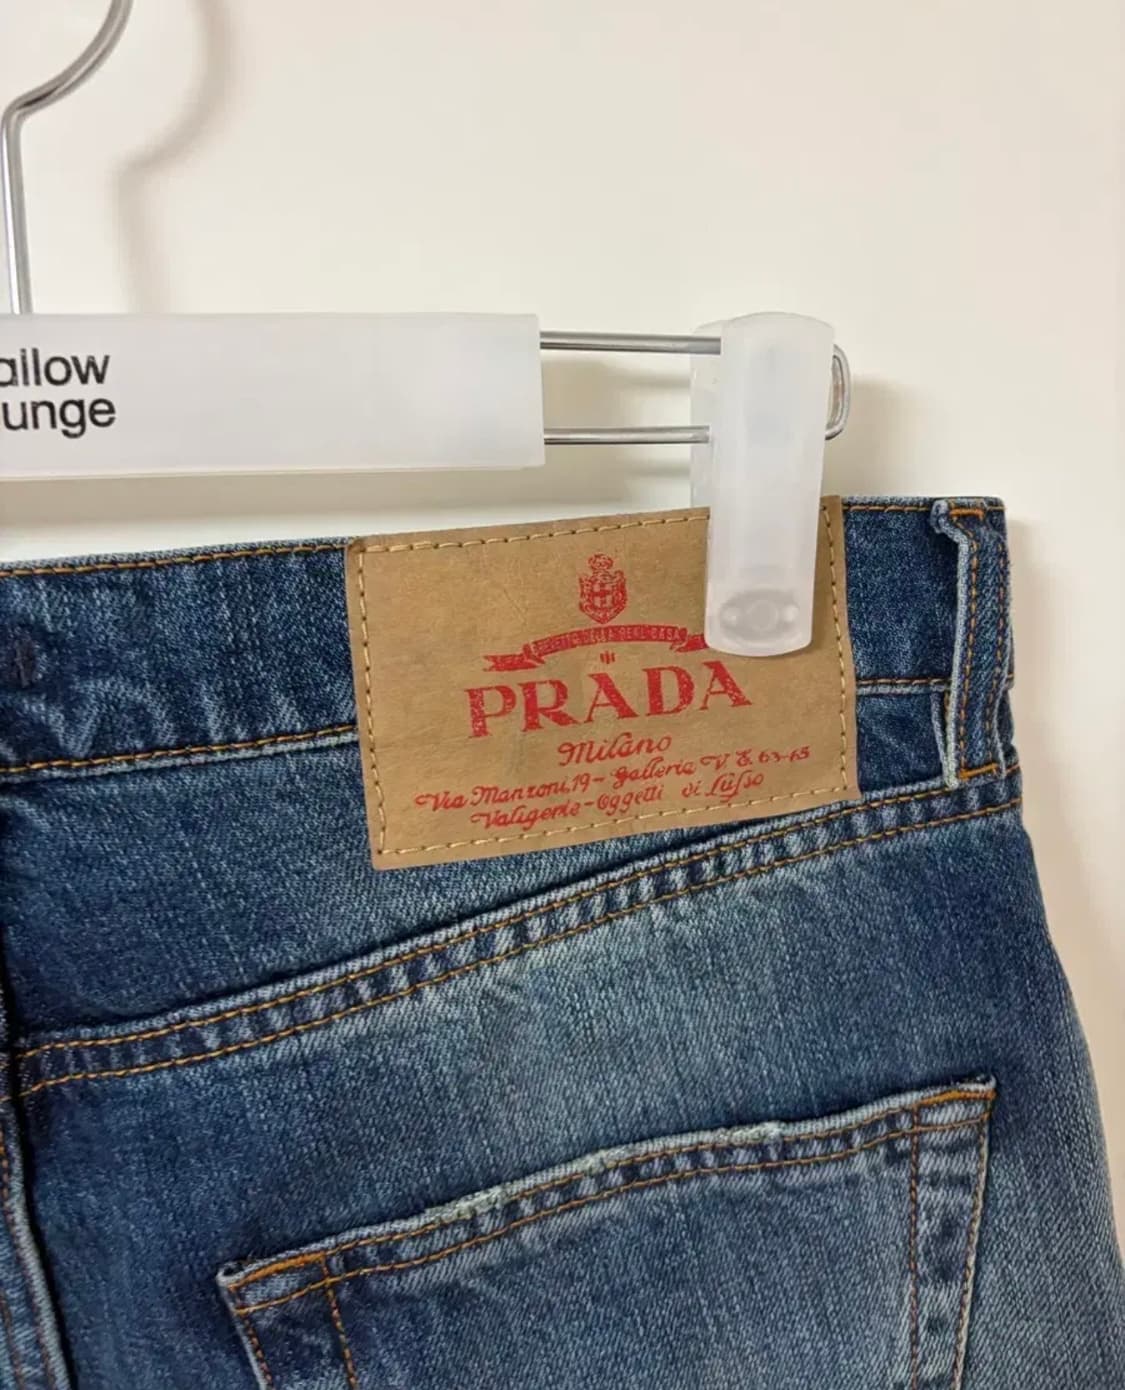 allow
unge
PRADA
Milano
Via Manzoni, 19 - Galleria V. E. 63-65
Valigerie - Oggetti di Lusso